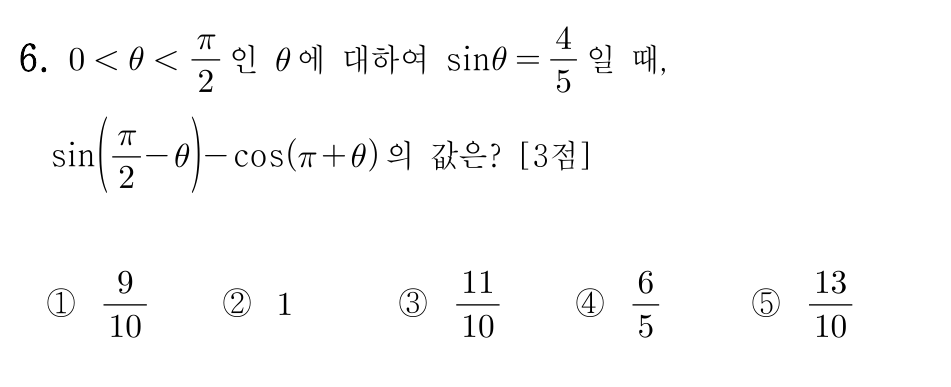 6. 0 < θ < π/2 인 θ에 대하여 sinθ = 4/5 일 때,
sin(π/2 − θ) − cos(π + θ)의 값은? [3점]
① 9/10 ② 1 ③ 11/10 ④ 6/5 ⑤ 13/10